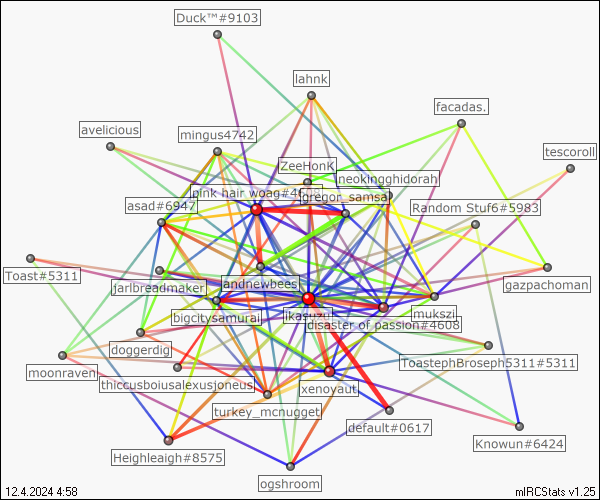 Duck™#9103
lahnk
facadas.
avelicious
mingus4742
tescoroll
ZeeHonK
neokingghidorah
pink hair woag#46
gregor_samsa
asad#6947
Random Stuf6#5983
Toast#5311
jarlbreadmaker
andnewbees
gazpachoman
bigcitysamurai
ikasuzu
mukszi
disaster of passion#4608
doggerdig
ToastephBroseph5311#5311
moonraven
thiccusboiusalexusjoneus
xenoyaut
turkey_mcnugget
default#0617
Knowun#6424
Heighleaigh#8575
ogshroom
12.4.2024 4:58
mIRCStats v1.25